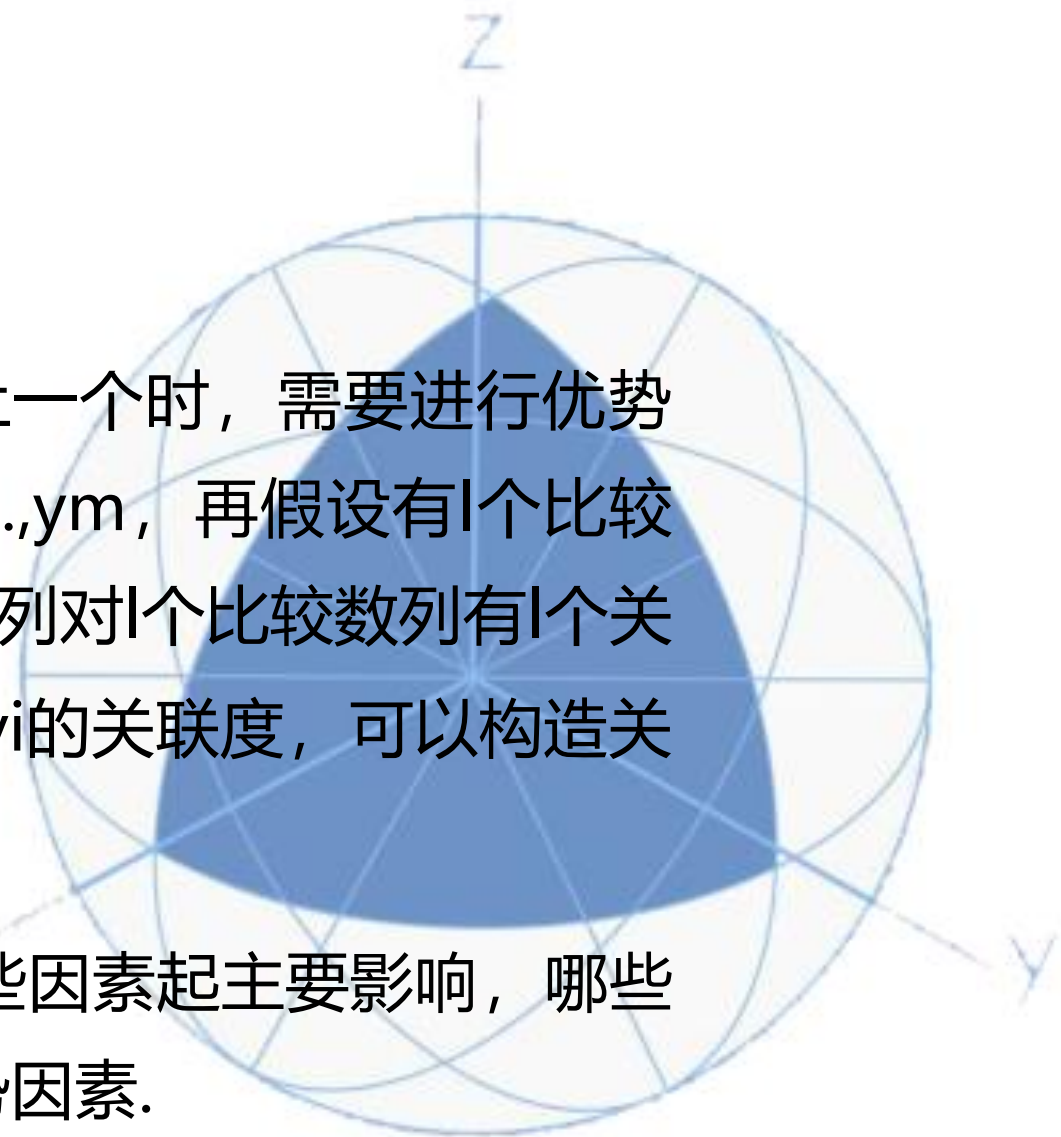 Z
一个时，需要进行优势
.,ym，再假设有l个比较
列对l个比较数列有l个关
yi的关联度，可以构造关
些因素起主要影响，哪些
因素.
y